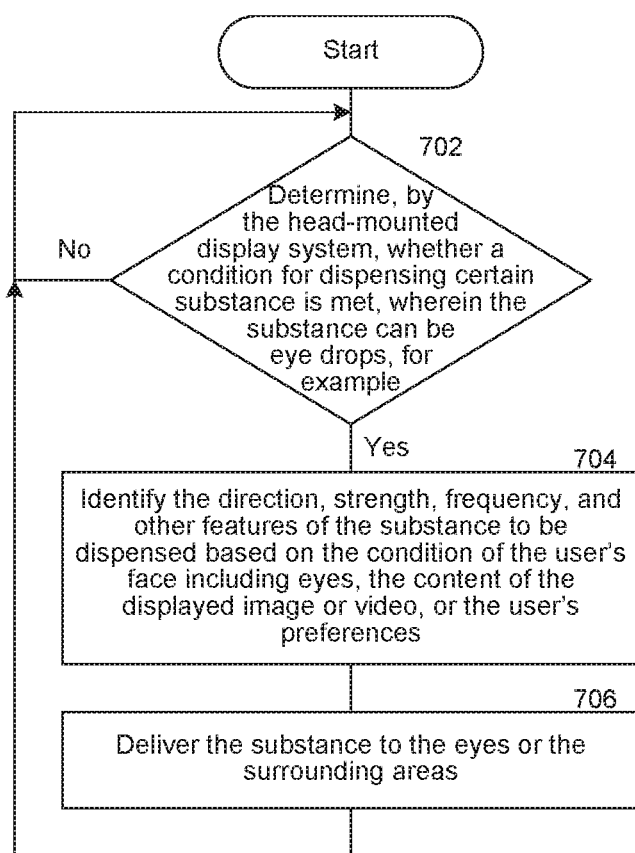 Start
702
Determine, by
the head-mounted
display system, whether a
condition for dispensing certain
substance is met, wherein the
substance can be
eye drops, for
example
No
Yes
704
Identify the direction, strength, frequency, and
other features of the substance to be
dispensed based on the condition of the user's
face including eyes, the content of the
displayed image or video, or the user's
preferences
706
Deliver the substance to the eyes or the
surrounding areas